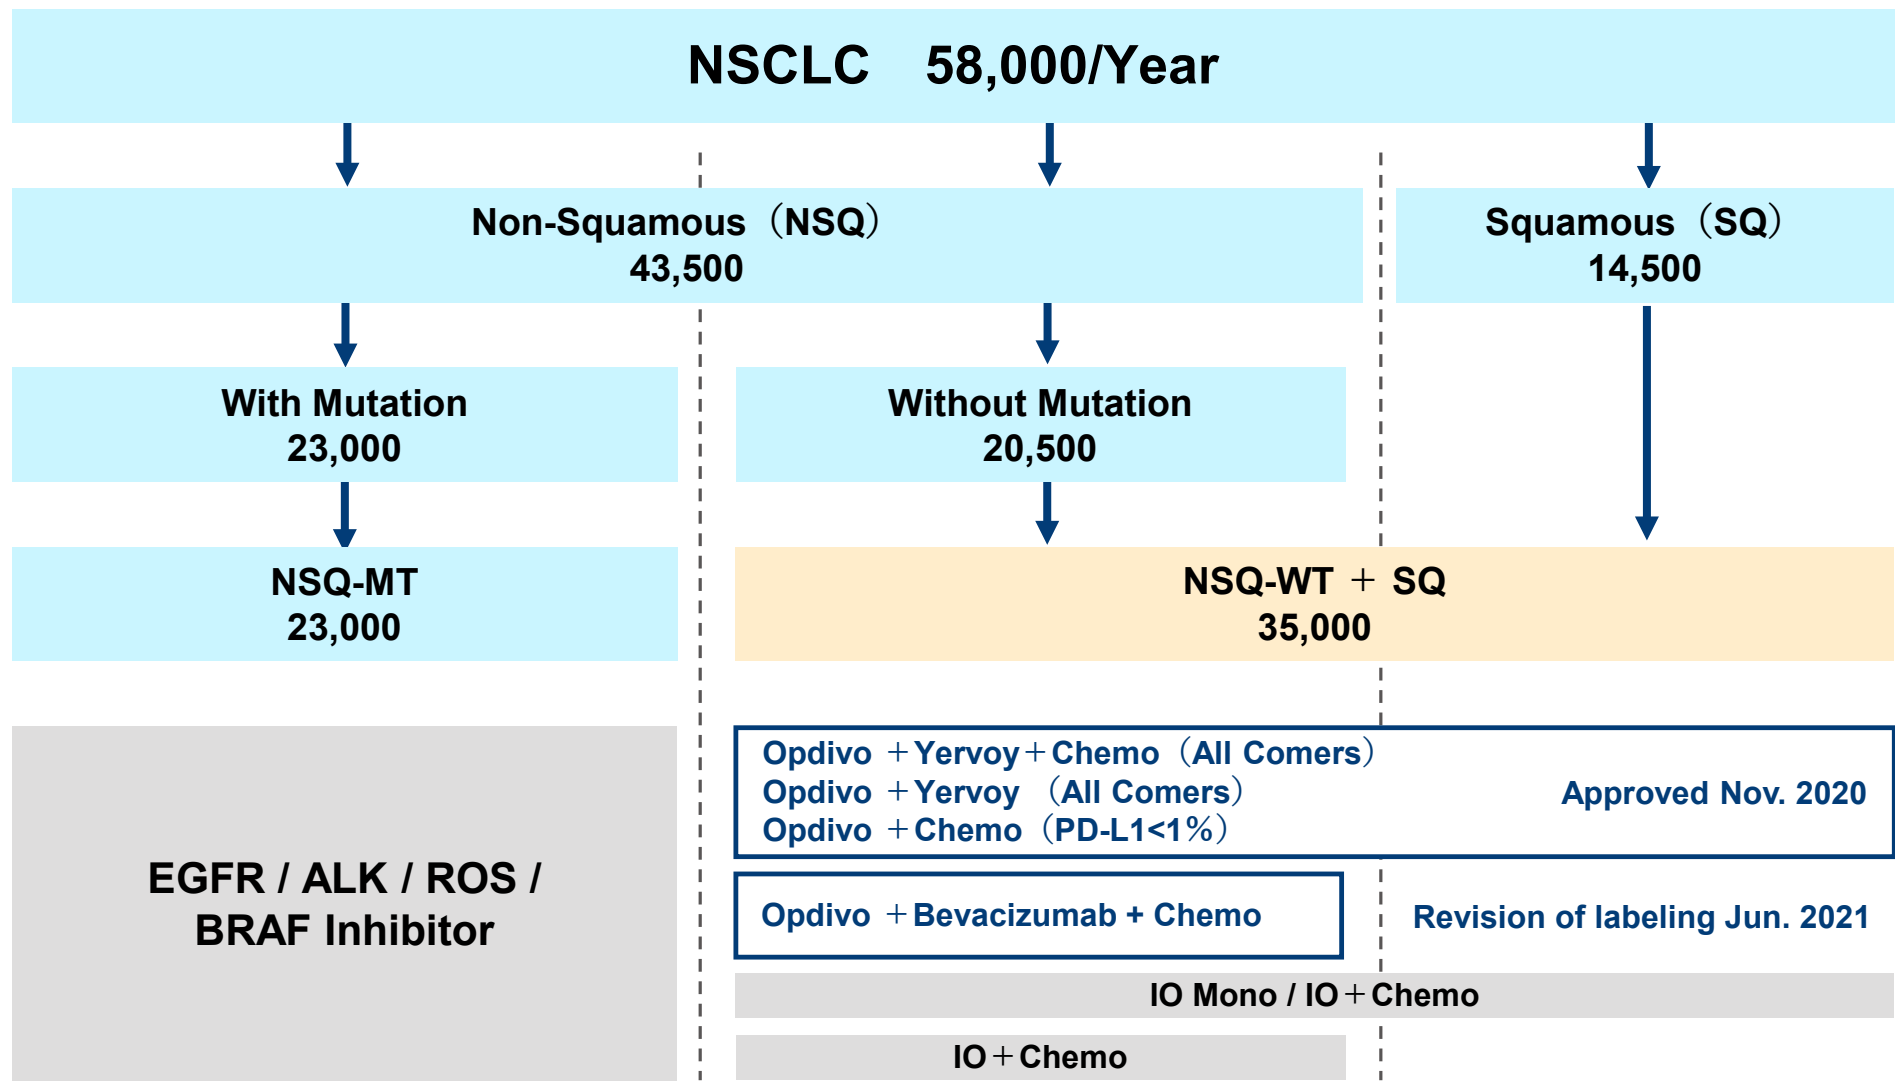 NSCLC　58,000/Year
Non-Squamous（NSQ）
43,500
Squamous（SQ）
14,500
With Mutation
23,000
Without Mutation
20,500
NSQ-MT
23,000
NSQ-WT ＋ SQ
35,000
EGFR / ALK / ROS /
BRAF Inhibitor
Opdivo ＋Yervoy＋Chemo（All Comers）
Opdivo ＋Yervoy （All Comers）
Opdivo ＋Chemo（PD-L1<1％）
Approved Nov. 2020
Opdivo ＋Bevacizumab + Chemo
Revision of labeling Jun. 2021
IO Mono / IO＋Chemo
IO＋Chemo